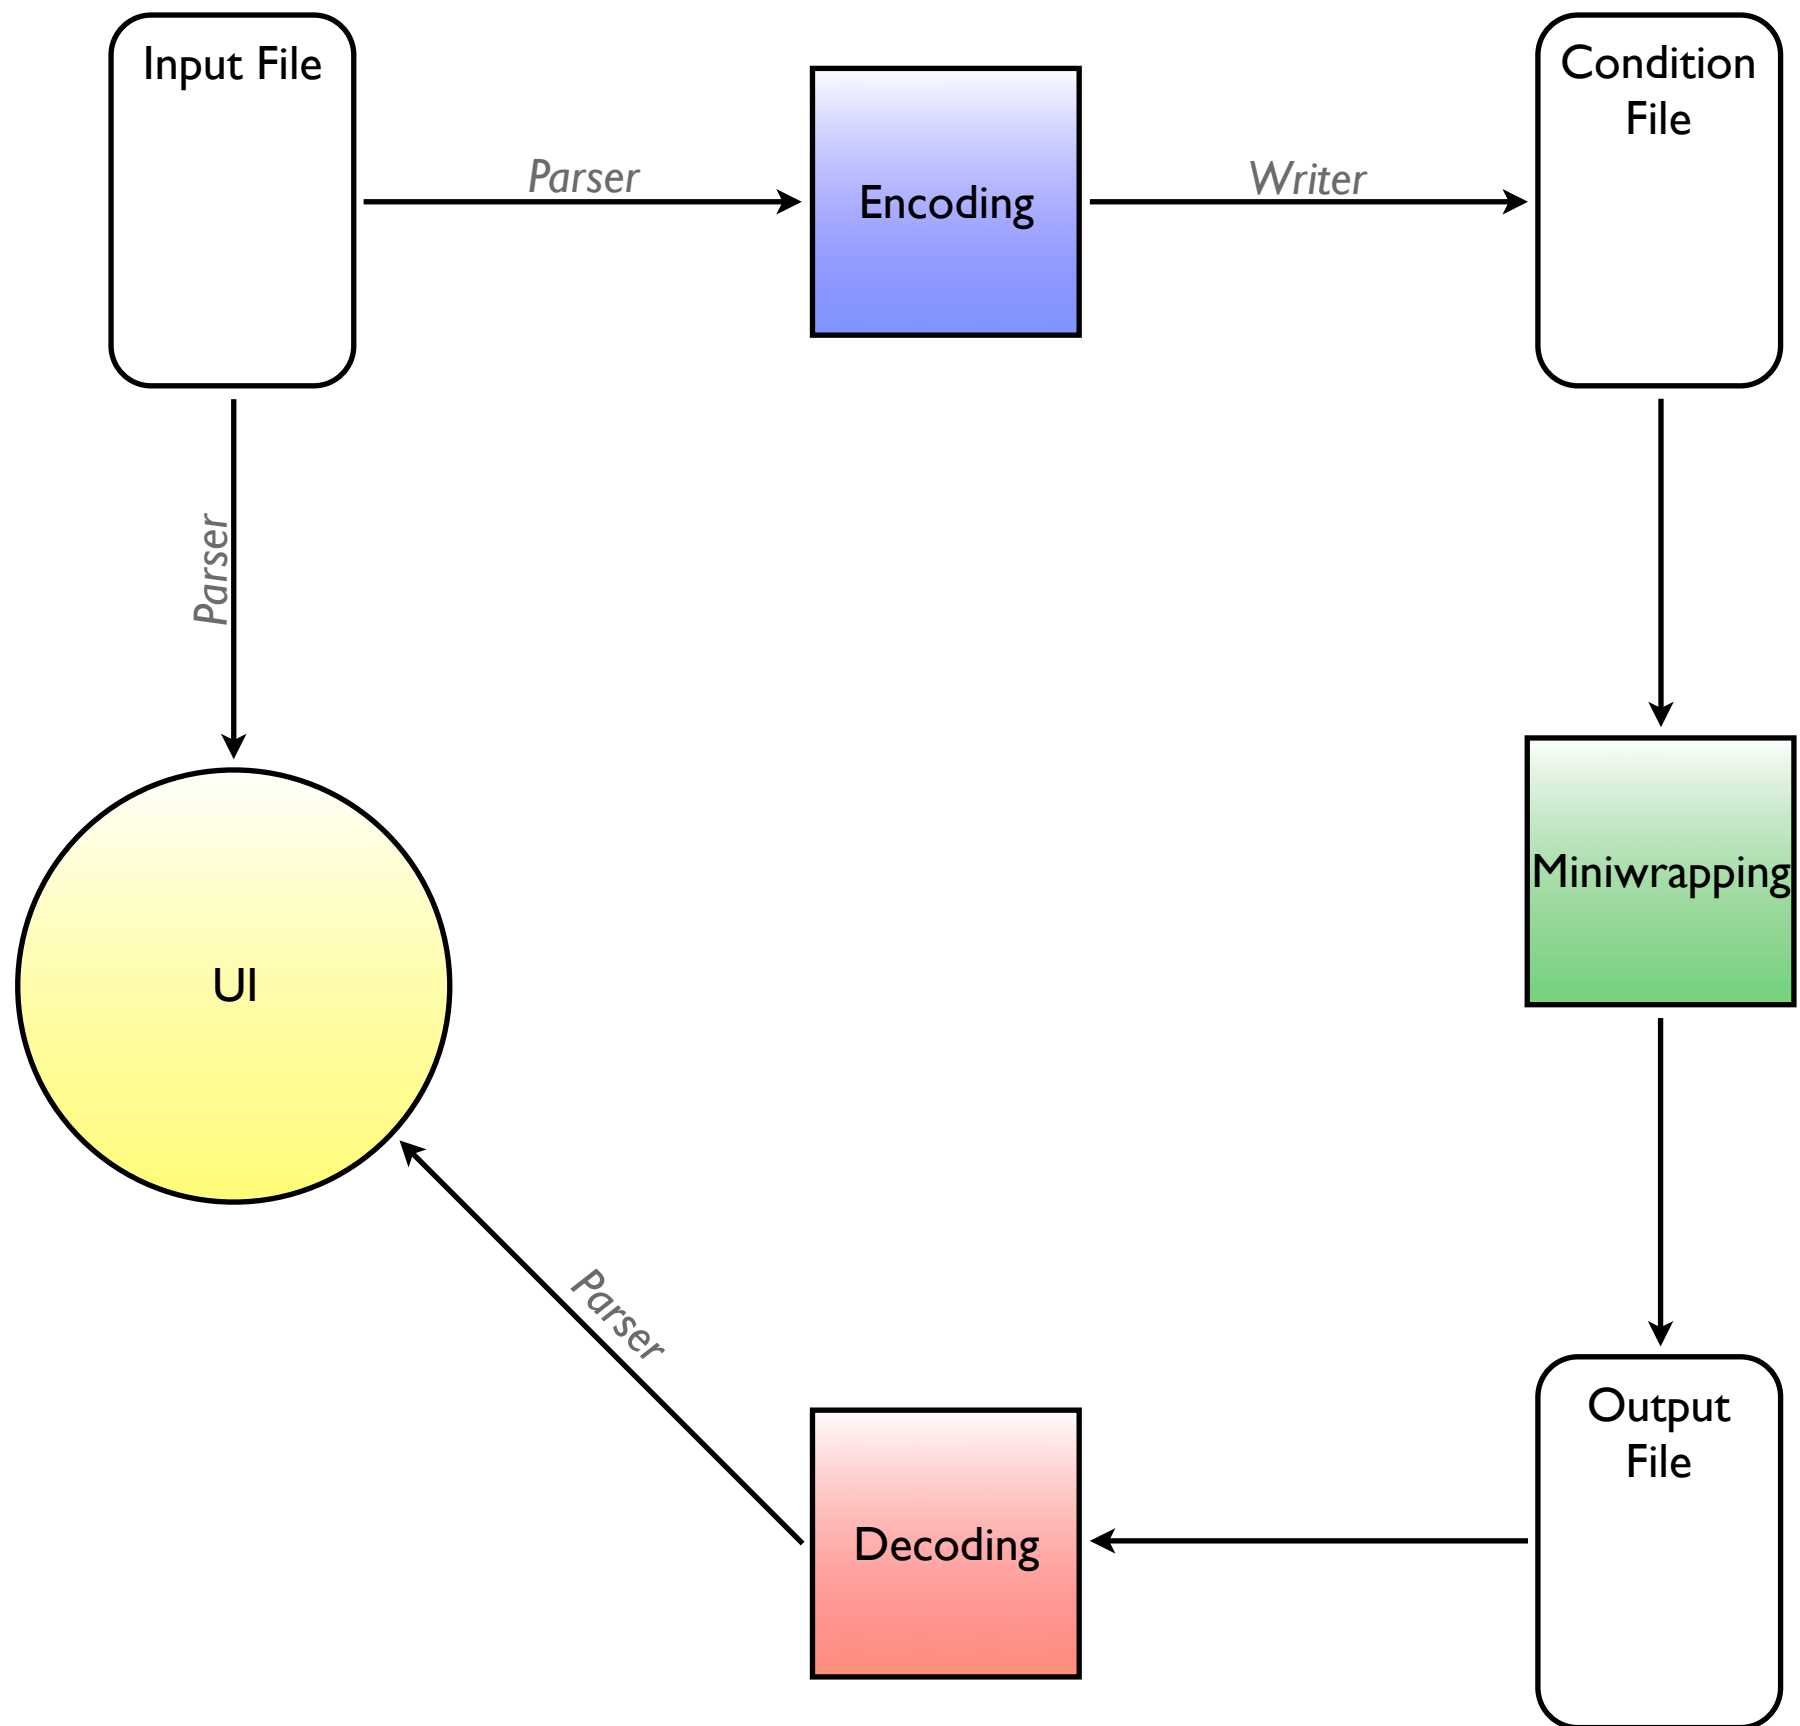 Input File
Condition
File
Parser
Encoding
Writer
Parser
Miniwrapping
UI
Parser
Decoding
Output
File